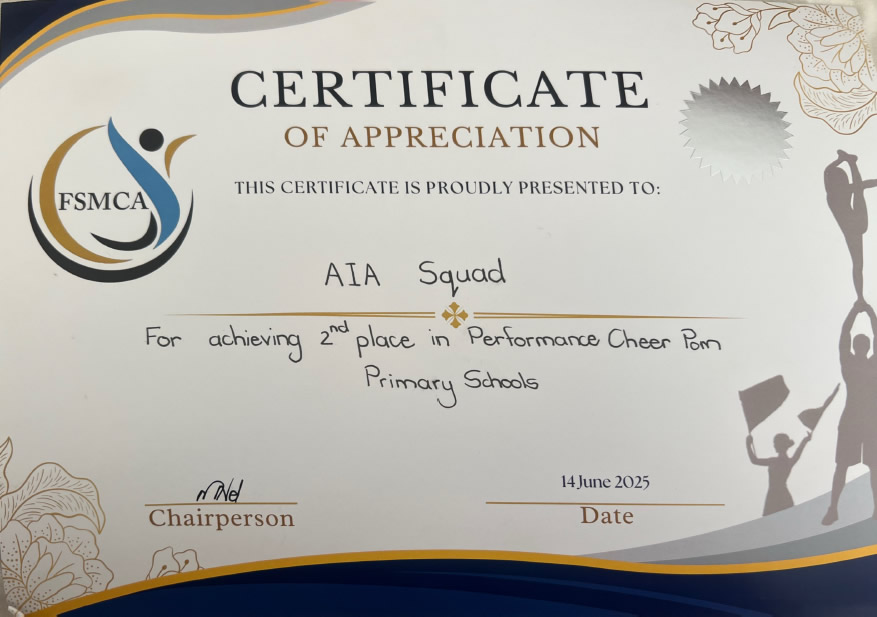 CERTIFICATE
OF APPRECIATION
FSMCA
THIS CERTIFICATE IS PROUDLY PRESENTED TO:
AIA Squad
For achieving 2nd place in Performance Cheer Pom
Primary Schools
14 June 2025
Chairperson
Date